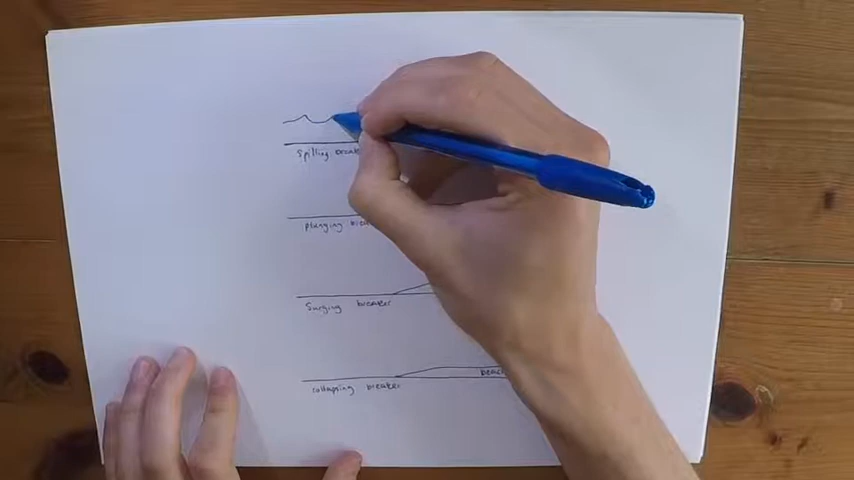 Spilling
plunging
Surging breaker
collapsing breaker